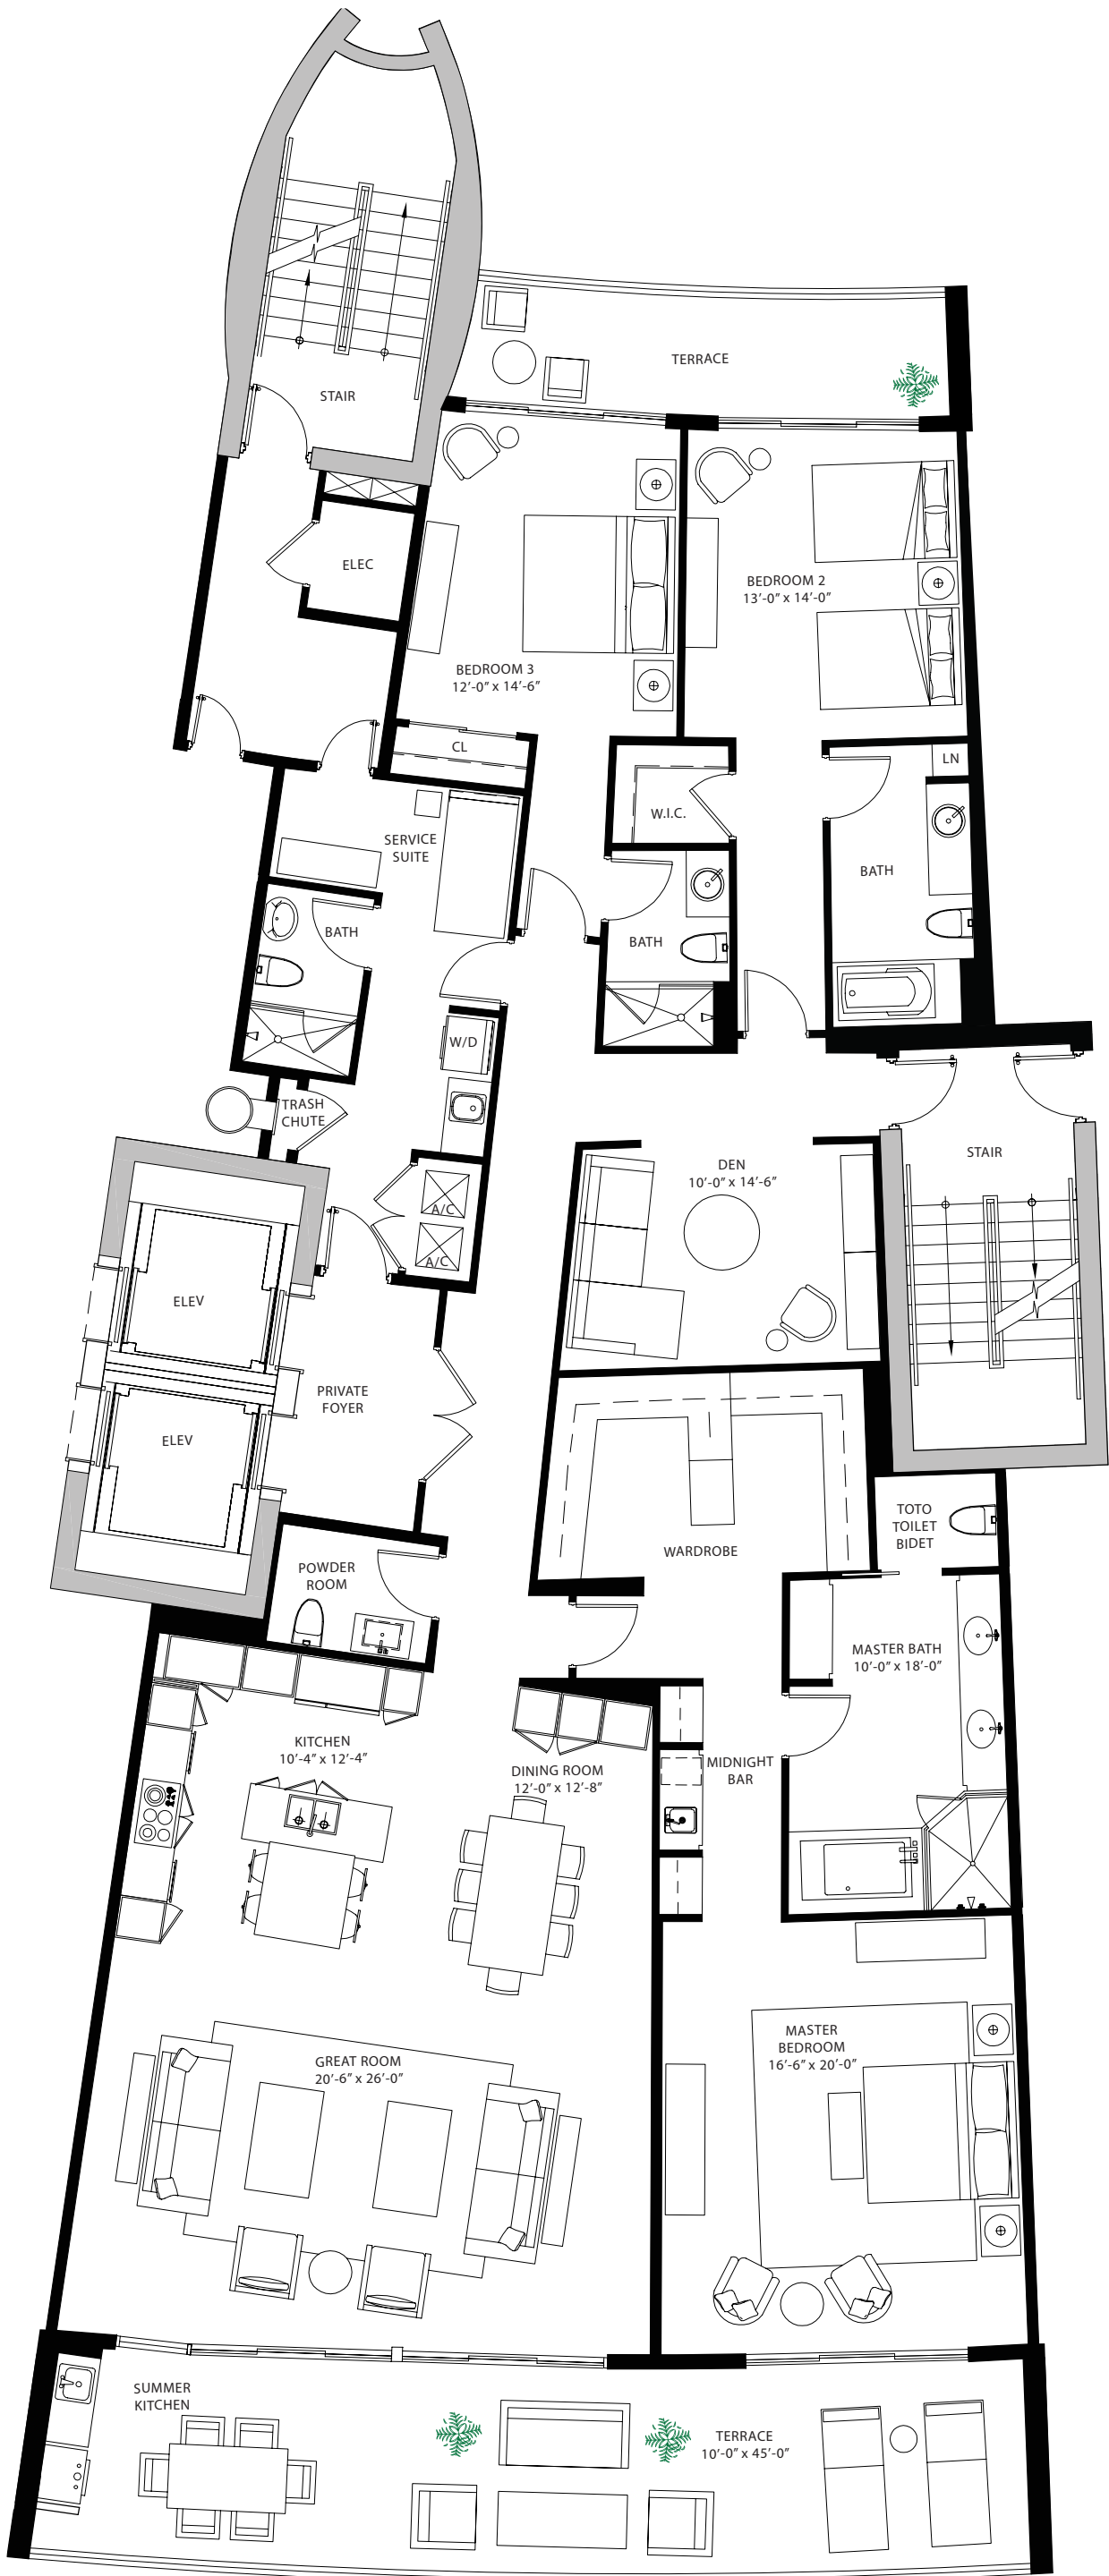 TERRACE
STAIR
ELEC
BEDROOM 2
13’-0” x 14’-0”
BEDROOM 3
12’-0” x 14’-6”
CL
LN
W.I.C.
SERVICE
SUITE
BATH
BATH
BATH
W/D
TRASH
CHUTE
STAIR
DEN
10’-0” x 14’-6”
A/C
A/C
ELEV
PRIVATE
FOYER
ELEV
TOTO
TOILET
BIDET
WARDROBE
POWDER
ROOM
MASTER BATH
10’-0” x 18’-0”
KITCHEN
10’-4” x 12’-4”
DINING ROOM
12’-0” x 12’-8”
MIDNIGHT
BAR
MASTER
BEDROOM
16’-6” x 20’-0”
GREAT ROOM
20’-6” x 26’-0”
SUMMER
KITCHEN
TERRACE
10’-0” x 45’-0”